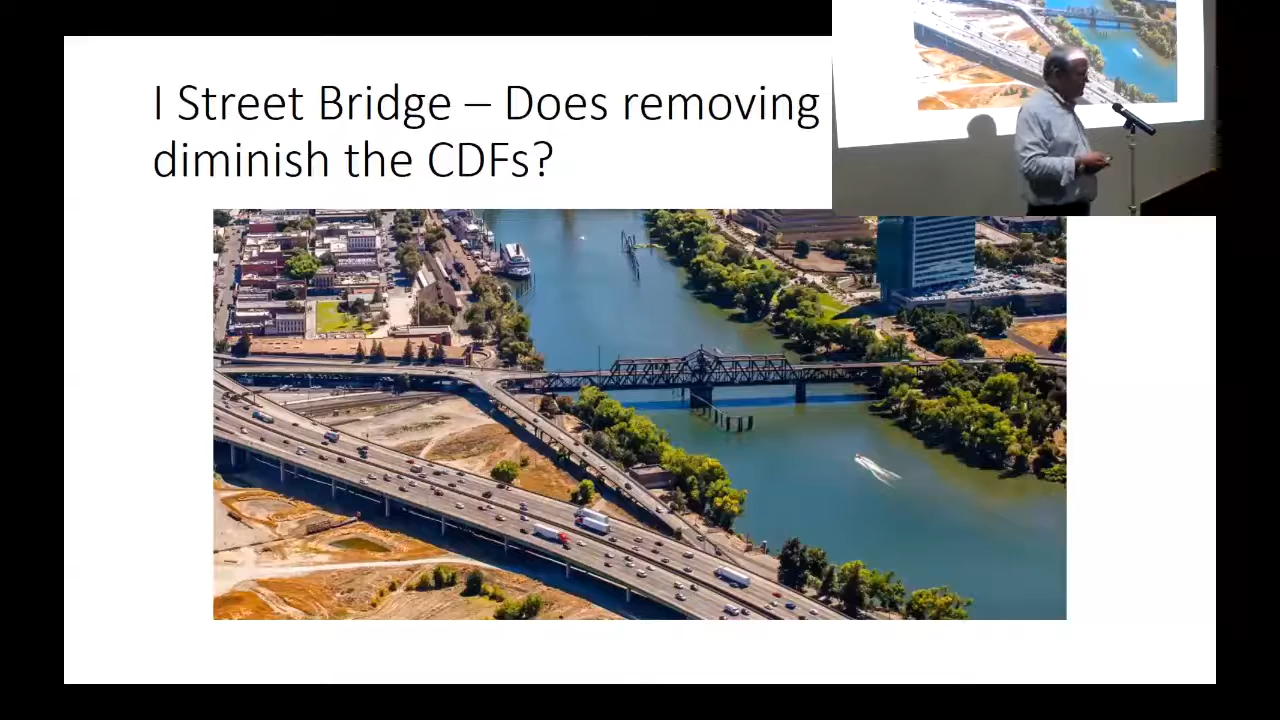 I Street Bridge – Does removing
diminish the CDFs?